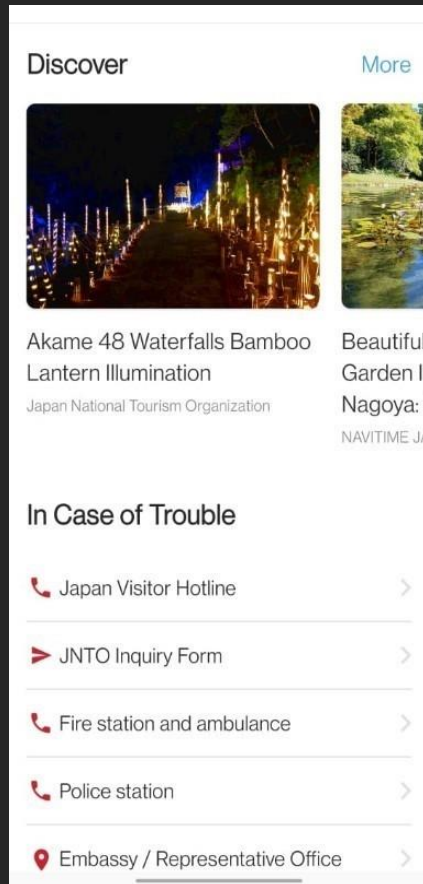 Discover
More
Akame 48 Waterfalls Bamboo
Lantern Illumination
Japan National Tourism Organization
Beautiful
Garden
Nagoya:
NAVITIME
In Case of Trouble
Japan Visitor Hotline
JNTO Inquiry Form
Fire station and ambulance
Police station
Embassy / Representative Office